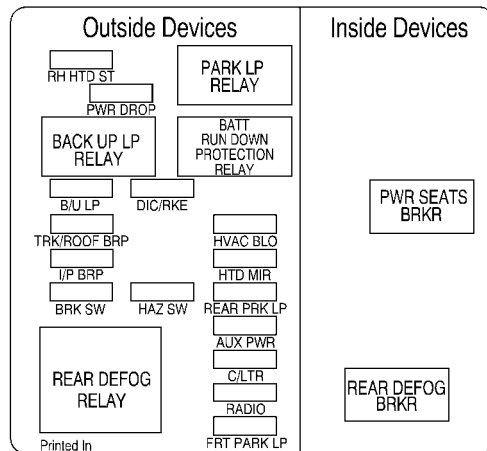 Outside Devices
Inside Devices
RH HTD ST
PWR DROP
PARK LP
RELAY
BACK UP LP
RELAY
BATT
RUN DOWN
PROTECTION
RELAY
B/U LP
DIC/RKE
TRK/ROOF BRP
HVAC BLO
I/P BRP
HTD MIR
BRK SW
HAZ SW
REAR PRK LP
AUX PWR
C/LTR
RADIO
FRT PARK LP
REAR DEFOG
RELAY
Printed In
PWR SEATS
BRKR
REAR DEFOG
BRKR